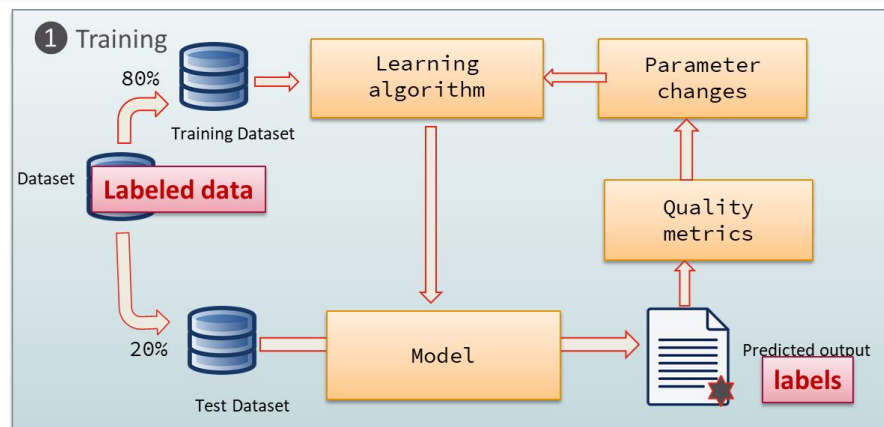 1 Training
80%
Training Dataset
Learning
algorithm
Parameter
changes
Dataset
Labeled data
Quality
metrics
20%
Test Dataset
Model
Predicted output
labels